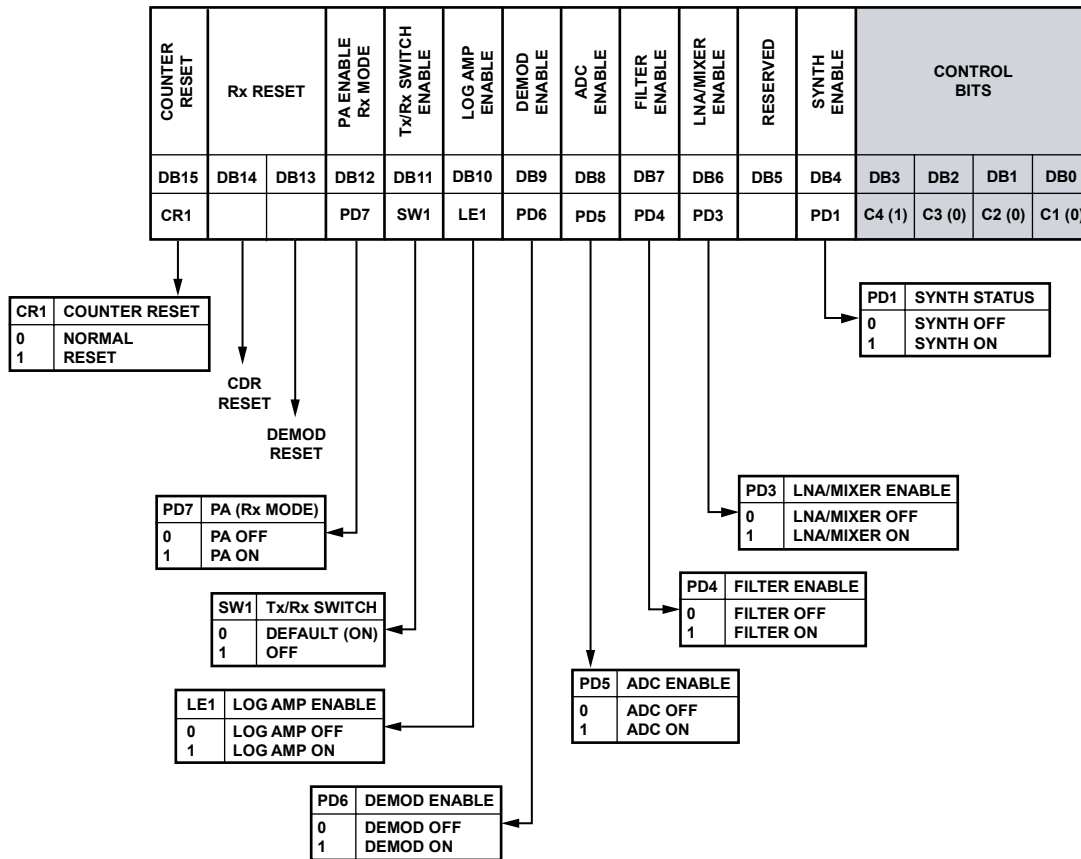 COUNTER
RESET
Rx RESET
PA ENABLE
Rx MODE
Tx/Rx SWITCH
ENABLE
LOG AMP
ENABLE
DEMOD
ENABLE
ADC
ENABLE
FILTER
ENABLE
LNA/MIXER
ENABLE
RESERVED
SYNTH
ENABLE
CONTROL
BITS
DB15 DB14 DB13 DB12 DB11 DB10 DB9 DB8 DB7 DB6 DB5 DB4 DB3 DB2 DB1 DB0
CR1 PD7 SW1 LE1 PD6 PD5 PD4 PD3 PD1 C4 (1) C3 (0) C2 (0) C1 (0)
CR1 COUNTER RESET
0 NORMAL
1 RESET
PD1 SYNTH STATUS
0 SYNTH OFF
1 SYNTH ON
CDR
RESET
DEMOD
RESET
PD3 LNA/MIXER ENABLE
0 LNA/MIXER OFF
1 LNA/MIXER ON
PD7 PA (Rx MODE)
0 PA OFF
1 PA ON
PD4 FILTER ENABLE
0 FILTER OFF
1 FILTER ON
SW1 Tx/Rx SWITCH
0 DEFAULT (ON)
1 OFF
PD5 ADC ENABLE
0 ADC OFF
1 ADC ON
LE1 LOG AMP ENABLE
0 LOG AMP OFF
1 LOG AMP ON
PD6 DEMOD ENABLE
0 DEMOD OFF
1 DEMOD ON